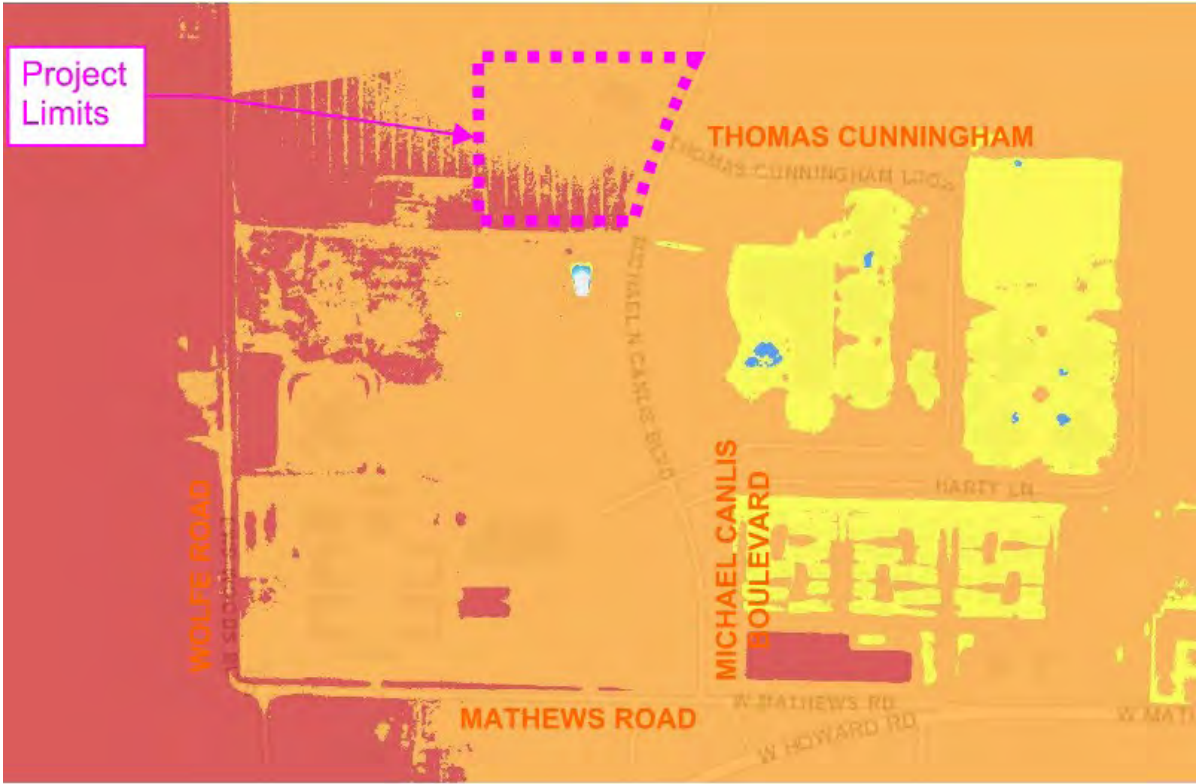 Project
Limits
THOMAS CUNNINGHAM
THOMAS CUNNINGHAM LOOP
MICHAEL N CANLIS BLVD
HARTY LN
WOLFE ROAD
MICHAEL CANLIS
BOULEVARD
W MATHEWS RD
W MATH
MATHEWS ROAD
W HOWARD RD